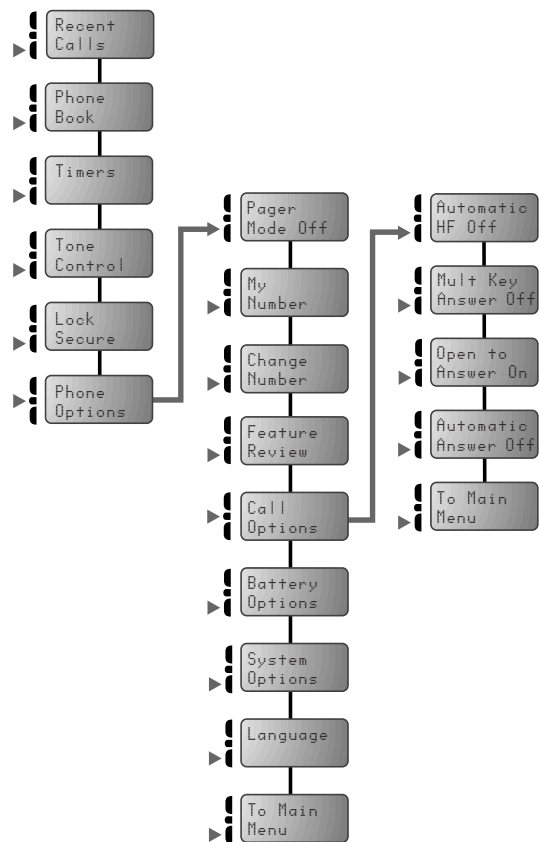 Recent
Calls
Phone
Book
Timers
Tone
Control
Lock
Secure
Phone
Options
Pager
Mode Off
My
Number
Change
Number
Feature
Review
Call
Options
Battery
Options
System
Options
Language
To Main
Menu
Automatic
HF Off
Mult Key
Answer Off
Open to
Answer On
Automatic
Answer Off
To Main
Menu